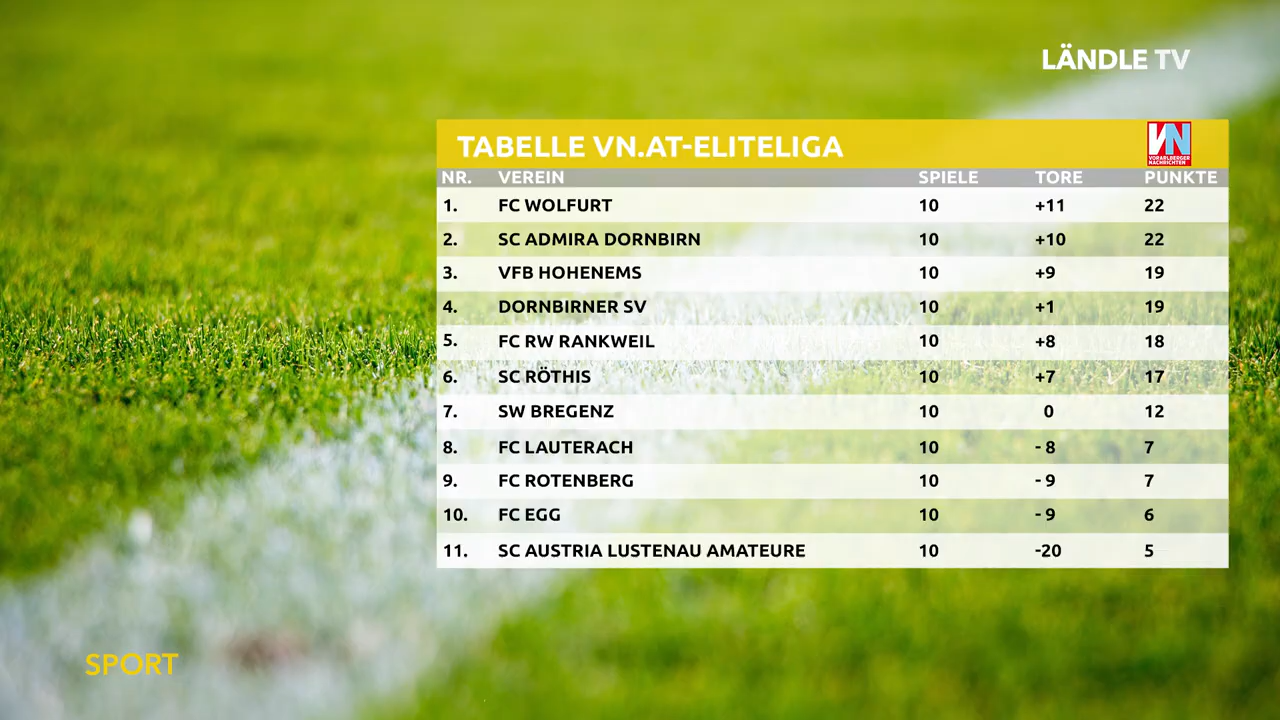 LÄNDLE TV
TABELLE VN.AT-ELITELIGA
VN
VORARLBERGER
NACHRICHTEN
NR. VEREIN SPIELE TORE PUNKTE
1. FC WOLFURT 10 +11 22
2. SC ADMIRA DORNBIRN 10 +10 22
3. VFB HOHENEMS 10 +9 19
4. DORNBIRNER SV 10 +1 19
5. FC RW RANKWEIL 10 +8 18
6. SC RÖTHIS 10 +7 17
7. SW BREGENZ 10 0 12
8. FC LAUTERACH 10 - 8 7
9. FC ROTENBERG 10 - 9 7
10. FC EGG 10 - 9 6
11. SC AUSTRIA LUSTENAU AMATEURE 10 -20 5
SPORT